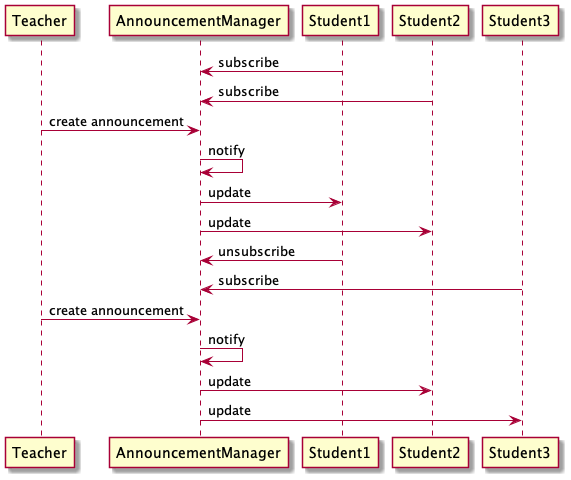 Teacher AnnouncementManager Student1 Student2 Student3
subscribe
subscribe
create announcement
notify
update
update
unsubscribe
subscribe
create announcement
notify
update
update
Teacher AnnouncementManager Student1 Student2 Student3